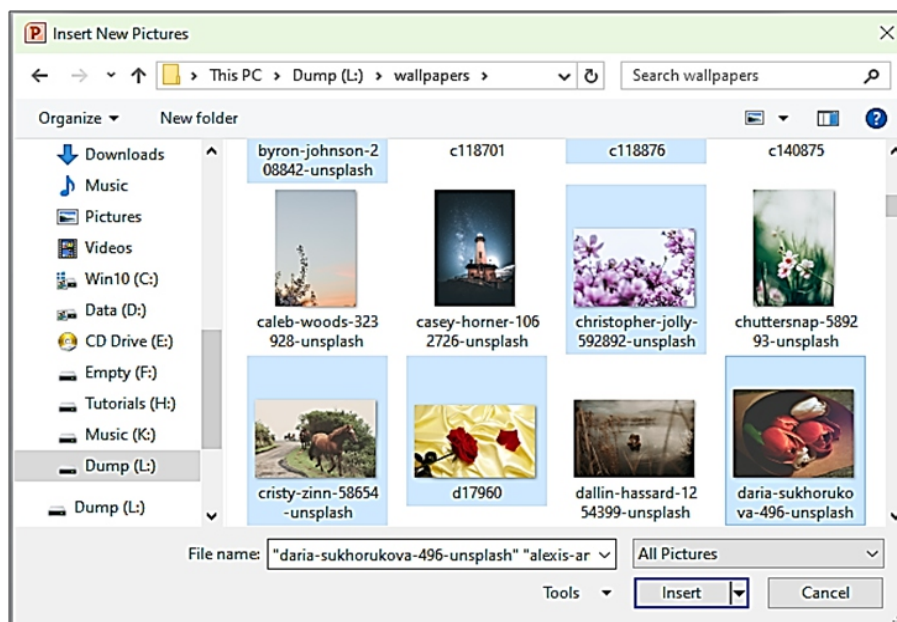 Insert New Pictures
This PC > Dump (L:) > wallpapers >
Search wallpapers
Organize
New folder
Downloads
Music
Pictures
Videos
Win10 (C:)
Data (D:)
CD Drive (E:)
Empty (F:)
Tutorials (H:)
Music (K:)
Dump (L:)
Dump (L:)
byron-johnson-2
08842-unsplash
c118701
c118876
c140875
caleb-woods-323
928-unsplash
casey-horner-106
2726-unsplash
christopher-jolly-
592892-unsplash
chuttersnap-5892
93-unsplash
cristy-zinn-58654
-unsplash
d17960
dallin-hassard-12
54399-unsplash
daria-sukhoruko
va-496-unsplash
File name: "daria-sukhorukova-496-unsplash" "alexis-ar
All Pictures
Tools
Insert
Cancel